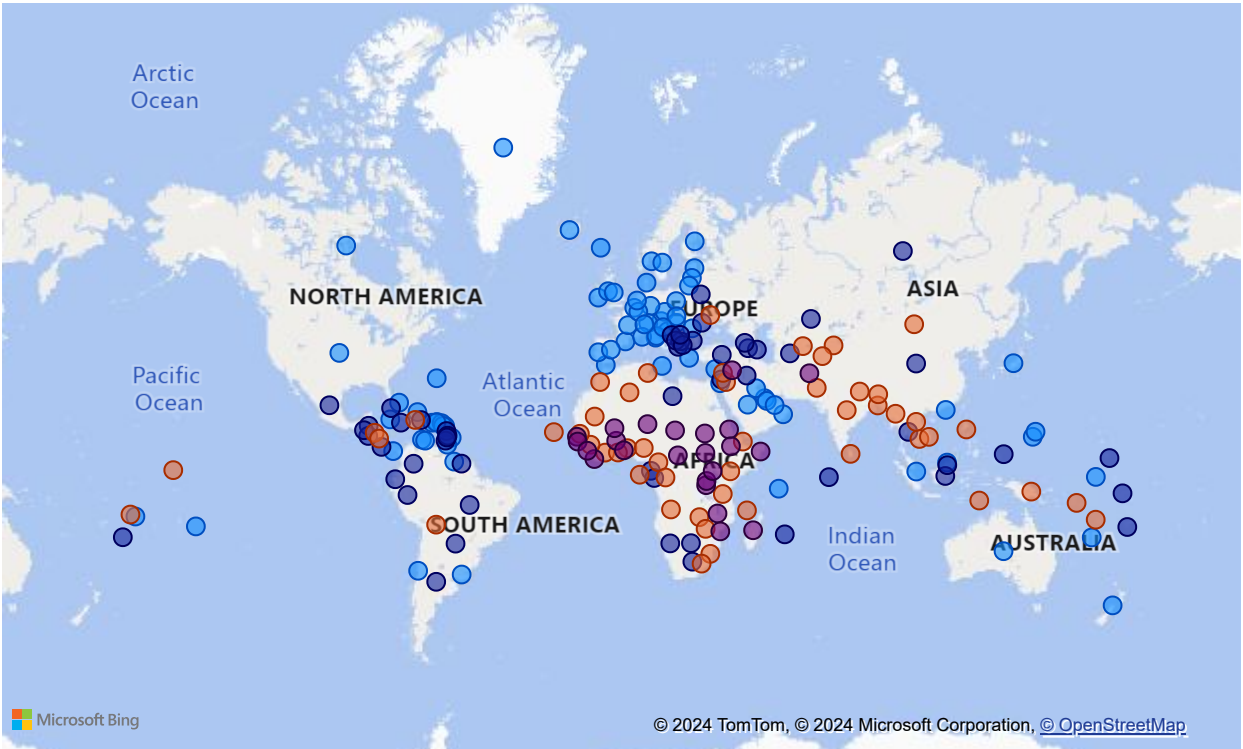 Arctic
Ocean
NORTH AMERICA
EUROPE
ASIA
Pacific
Ocean
Atlantic
Ocean
AFRICA
SOUTH AMERICA
Indian
Ocean
AUSTRALIA
Microsoft Bing
© 2024 TomTom, © 2024 Microsoft Corporation, © OpenStreetMap